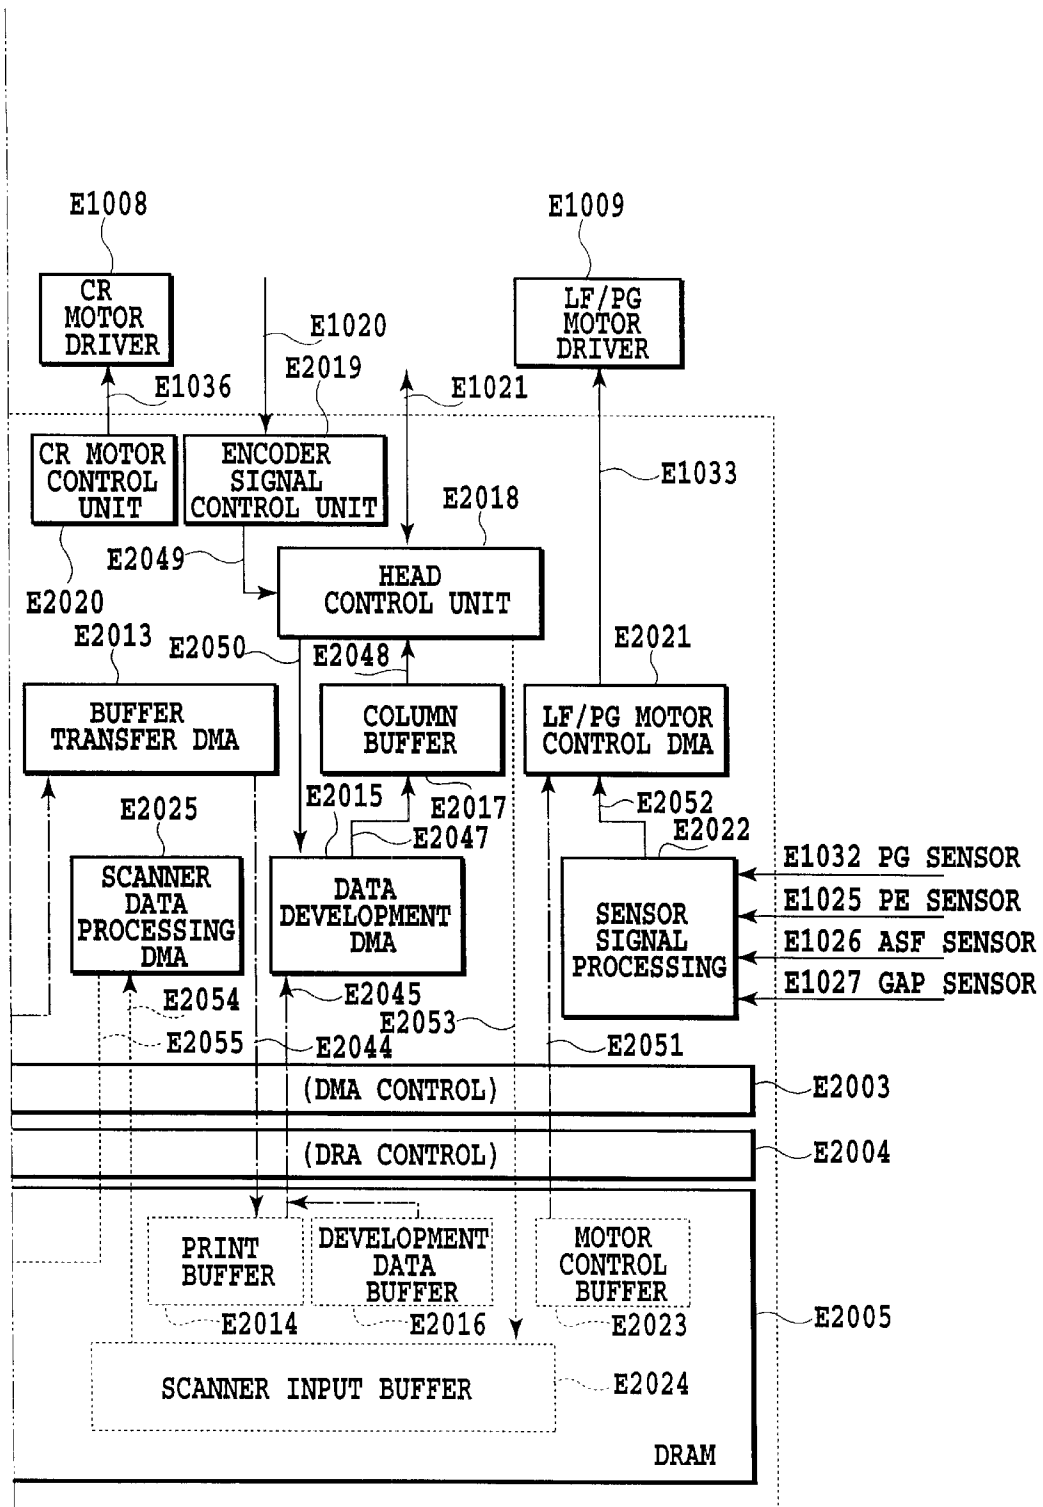 E1008
E1009
CR
MOTOR
DRIVER
LF/PG
MOTOR
DRIVER
E1020
E2019
E1036
E1021
CR MOTOR
CONTROL
UNIT
ENCODER
SIGNAL
CONTROL UNIT
E1033
E2018
E2049
HEAD
CONTROL UNIT
E2020
E2013
E2050
E2048
E2021
BUFFER
TRANSFER DMA
COLUMN
BUFFER
LF/PG MOTOR
CONTROL DMA
E2025
E2015
E2017
E2047
E2052
E2022
SCANNER
DATA
PROCESSING
DMA
DATA
DEVELOPMENT
DMA
SENSOR
SIGNAL
PROCESSING
E1032 PG SENSOR
E1025 PE SENSOR
E1026 ASF SENSOR
E1027 GAP SENSOR
E2054
E2045
E2053
E2055
E2044
E2051
(DMA CONTROL)
E2003
(DRA CONTROL)
E2004
PRINT
BUFFER
DEVELOPMENT
DATA
BUFFER
MOTOR
CONTROL
BUFFER
E2014
E2016
E2023
E2005
SCANNER INPUT BUFFER
E2024
DRAM